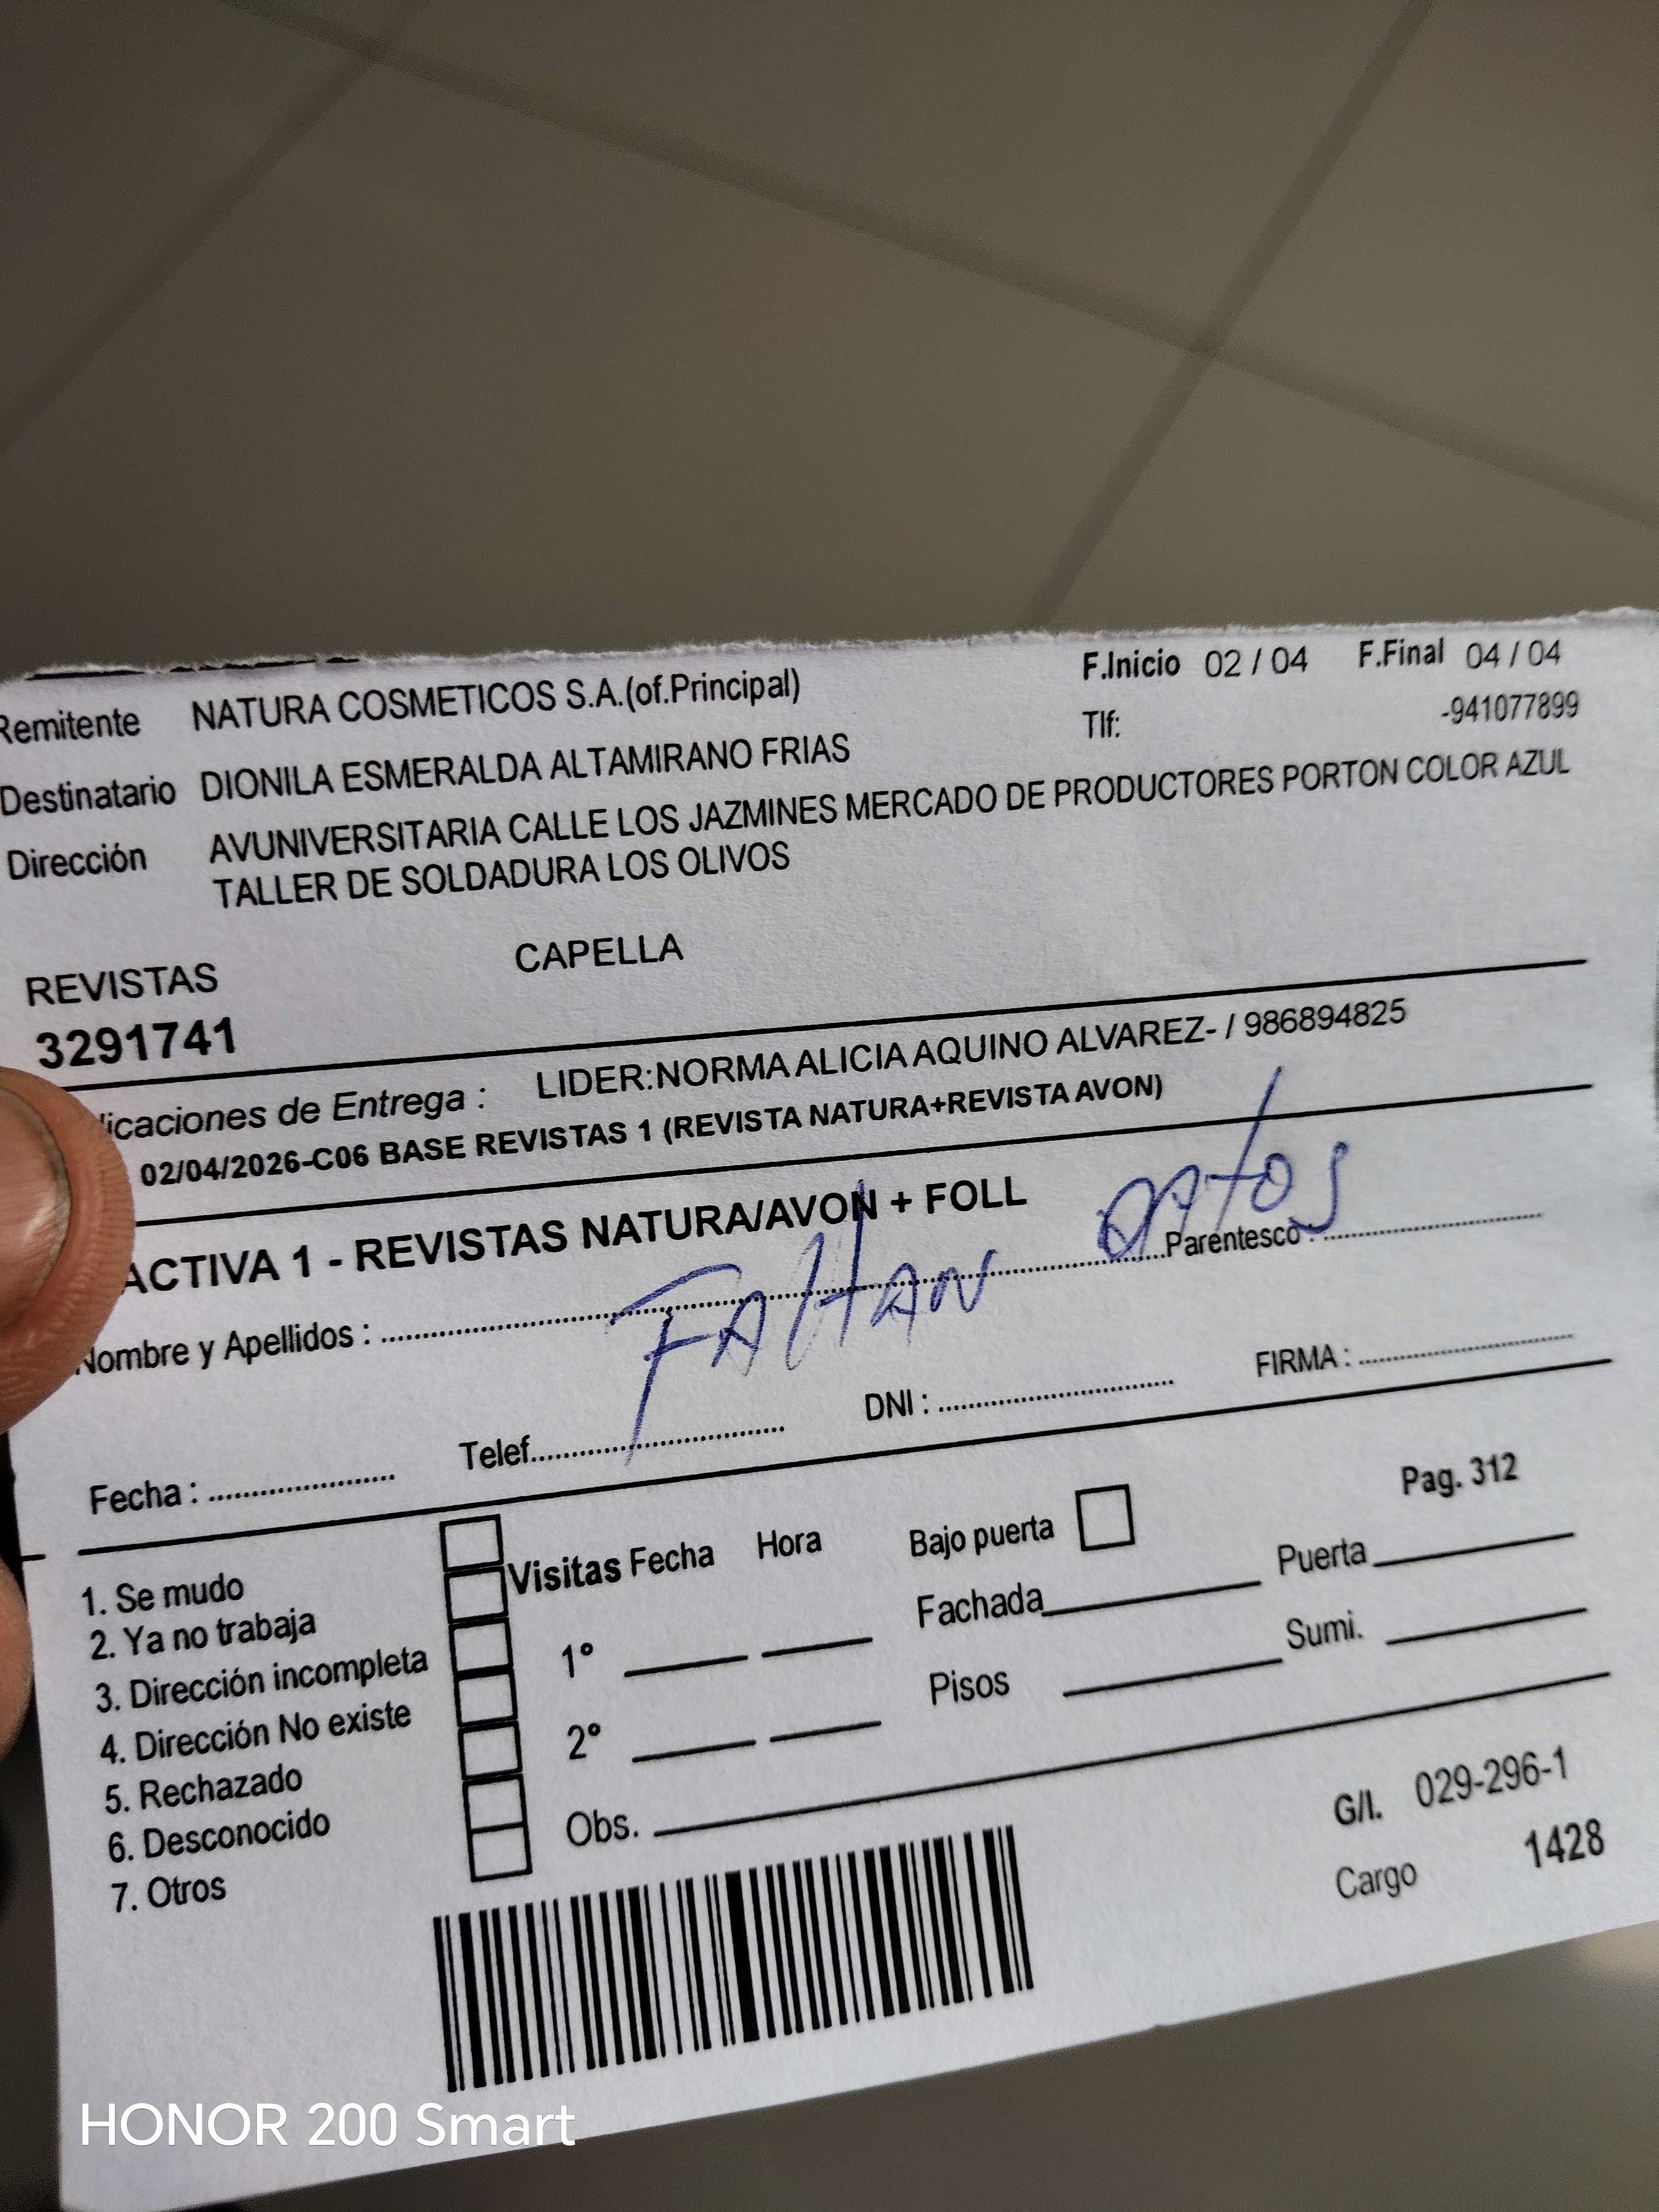 Remitente NATURA COSMETICOS S.A.(of.Principal) F.Inicio 02 / 04 F.Final 04 / 04
Tlf: -941077899
Destinatario DIONILA ESMERALDA ALTAMIRANO FRIAS
Dirección AVUNIVERSITARIA CALLE LOS JAZMINES MERCADO DE PRODUCTORES PORTON COLOR AZUL
TALLER DE SOLDADURA LOS OLIVOS
REVISTAS CAPELLA
3291741
licaciones de Entrega : LIDER:NORMA ALICIA AQUINO ALVAREZ- / 986894825
02/04/2026-C06 BASE REVISTAS 1 (REVISTA NATURA+REVISTA AVON)
ACTIVA 1 - REVISTAS NATURA/AVON + FOLL
FALTAN DATOS
Nombre y Apellidos : Parentesco :
Fecha : Telef. DNI : FIRMA :
Pag. 312
Visitas Fecha Hora Bajo puerta
1. Se mudo
2. Ya no trabaja
3. Dirección incompleta
4. Dirección No existe
5. Rechazado
6. Desconocido
7. Otros
1°
2°
Obs.
Fachada Puerta
Pisos Sumi.
G/I. 029-296-1
Cargo 1428
HONOR 200 Smart